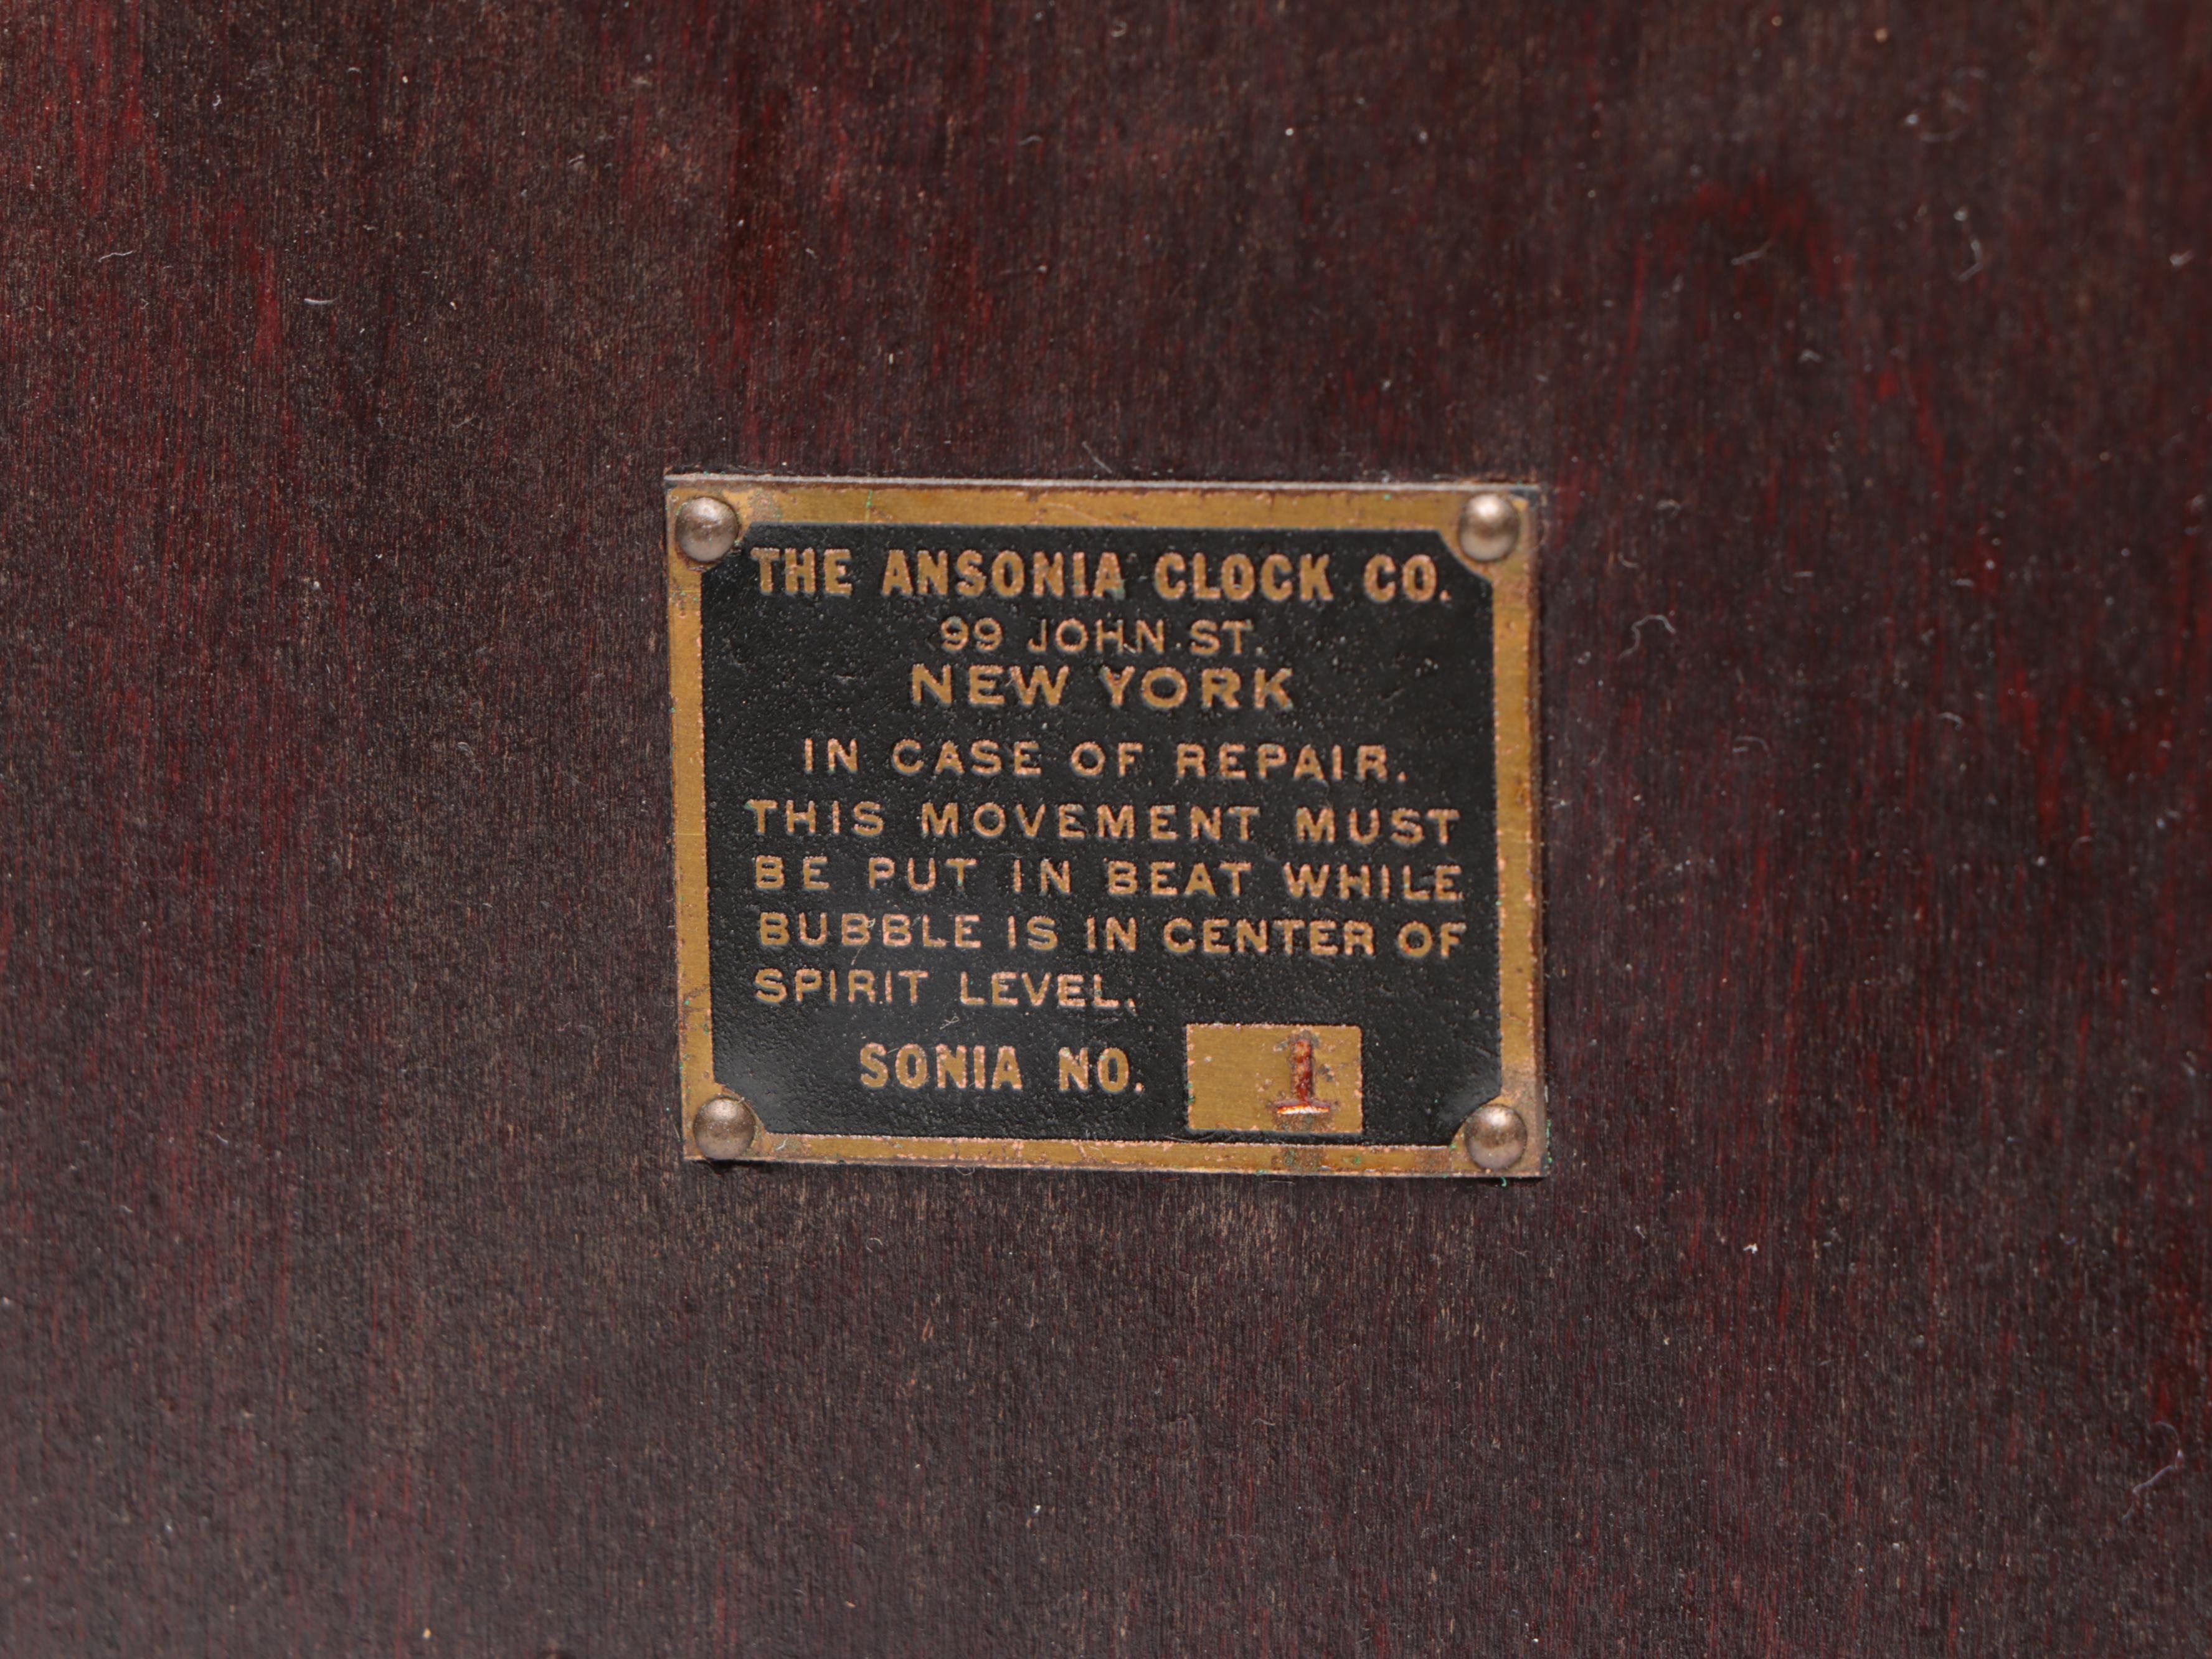 THE ANSONIA CLOCK CO.
99 JOHN ST.
NEW YORK
IN CASE OF REPAIR.
THIS MOVEMENT MUST
BE PUT IN BEAT WHILE
BUBBLE IS IN CENTER OF
SPIRIT LEVEL.
SONIA NO. 1